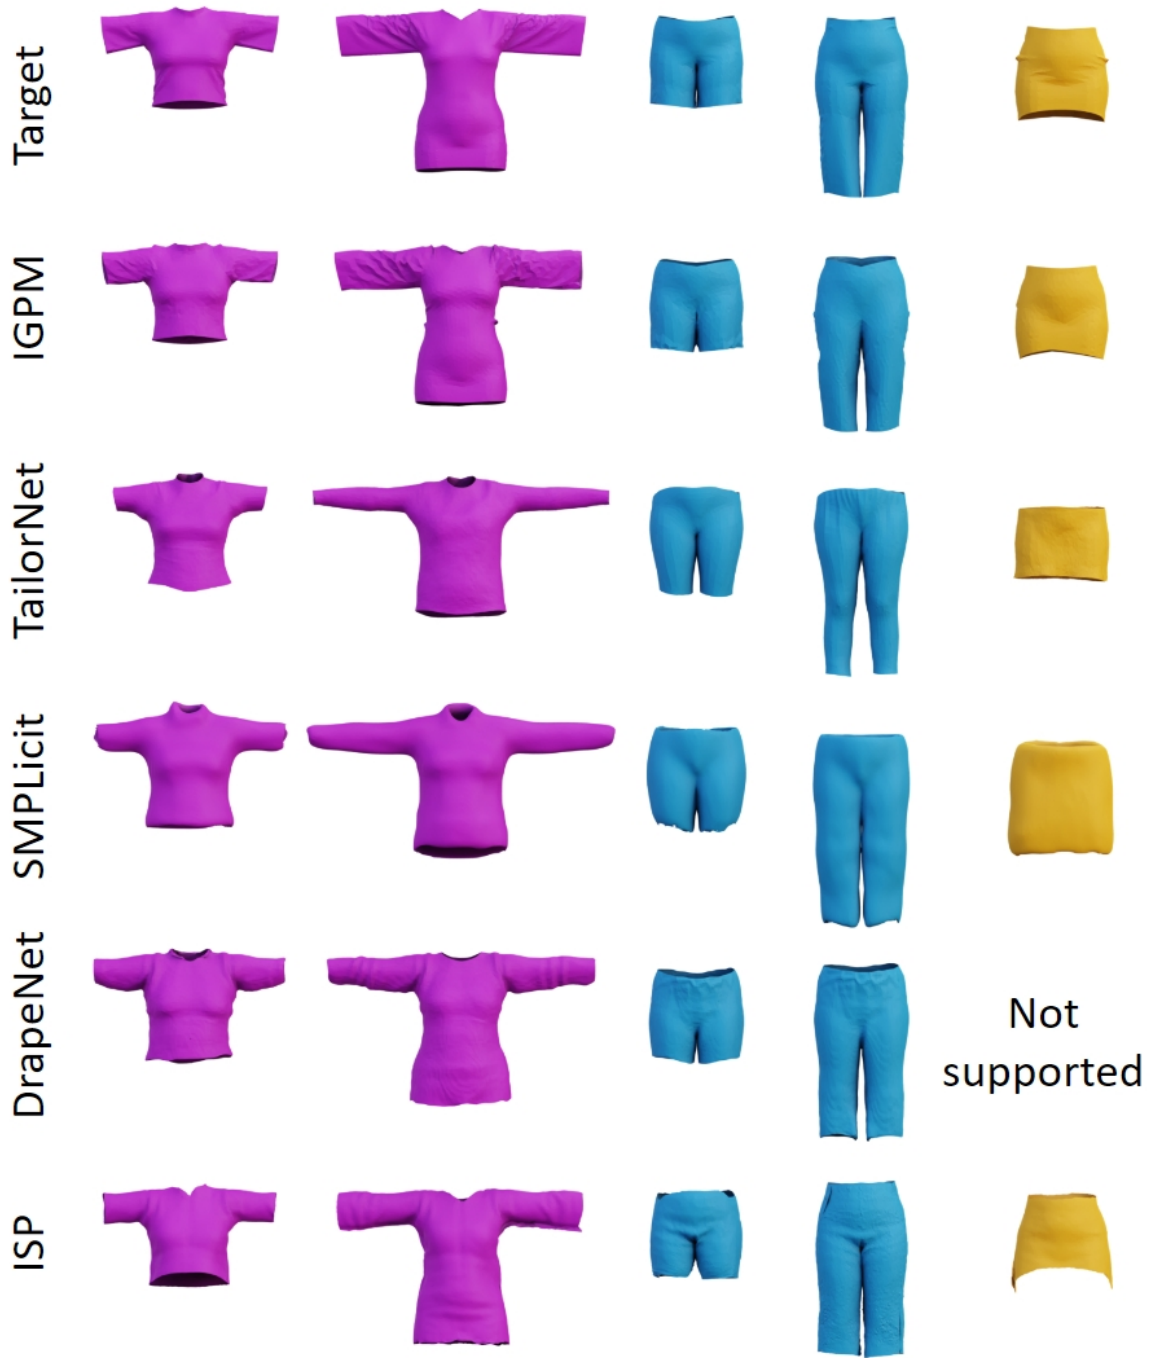 Target
IGPM
TailorNet
SMPLicit
DrapeNet
Not
supported
ISP